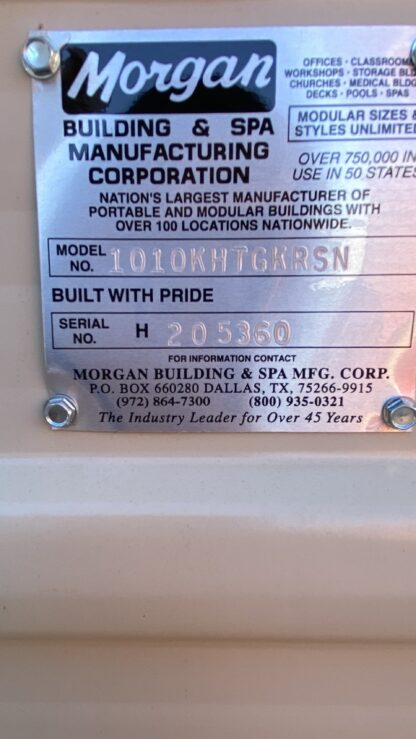 Morgan
OFFICES · CLASSROOMS
WORKSHOPS · STORAGE BLD
CHURCHES · MEDICAL BLDG
DECKS · POOLS · SPAS
BUILDING & SPA
MANUFACTURING
CORPORATION
MODULAR SIZES &
STYLES UNLIMITE
OVER 750,000 IN
USE IN 50 STATES
NATION'S LARGEST MANUFACTURER OF
PORTABLE AND MODULAR BUILDINGS WITH
OVER 100 LOCATIONS NATIONWIDE.
MODEL NO. 1010KHTGKRSN
BUILT WITH PRIDE
SERIAL NO. H 205360
FOR INFORMATION CONTACT
MORGAN BUILDING & SPA MFG. CORP.
P.O. BOX 660280 DALLAS, TX, 75266-9915
(972) 864-7300 (800) 935-0321
The Industry Leader for Over 45 Years